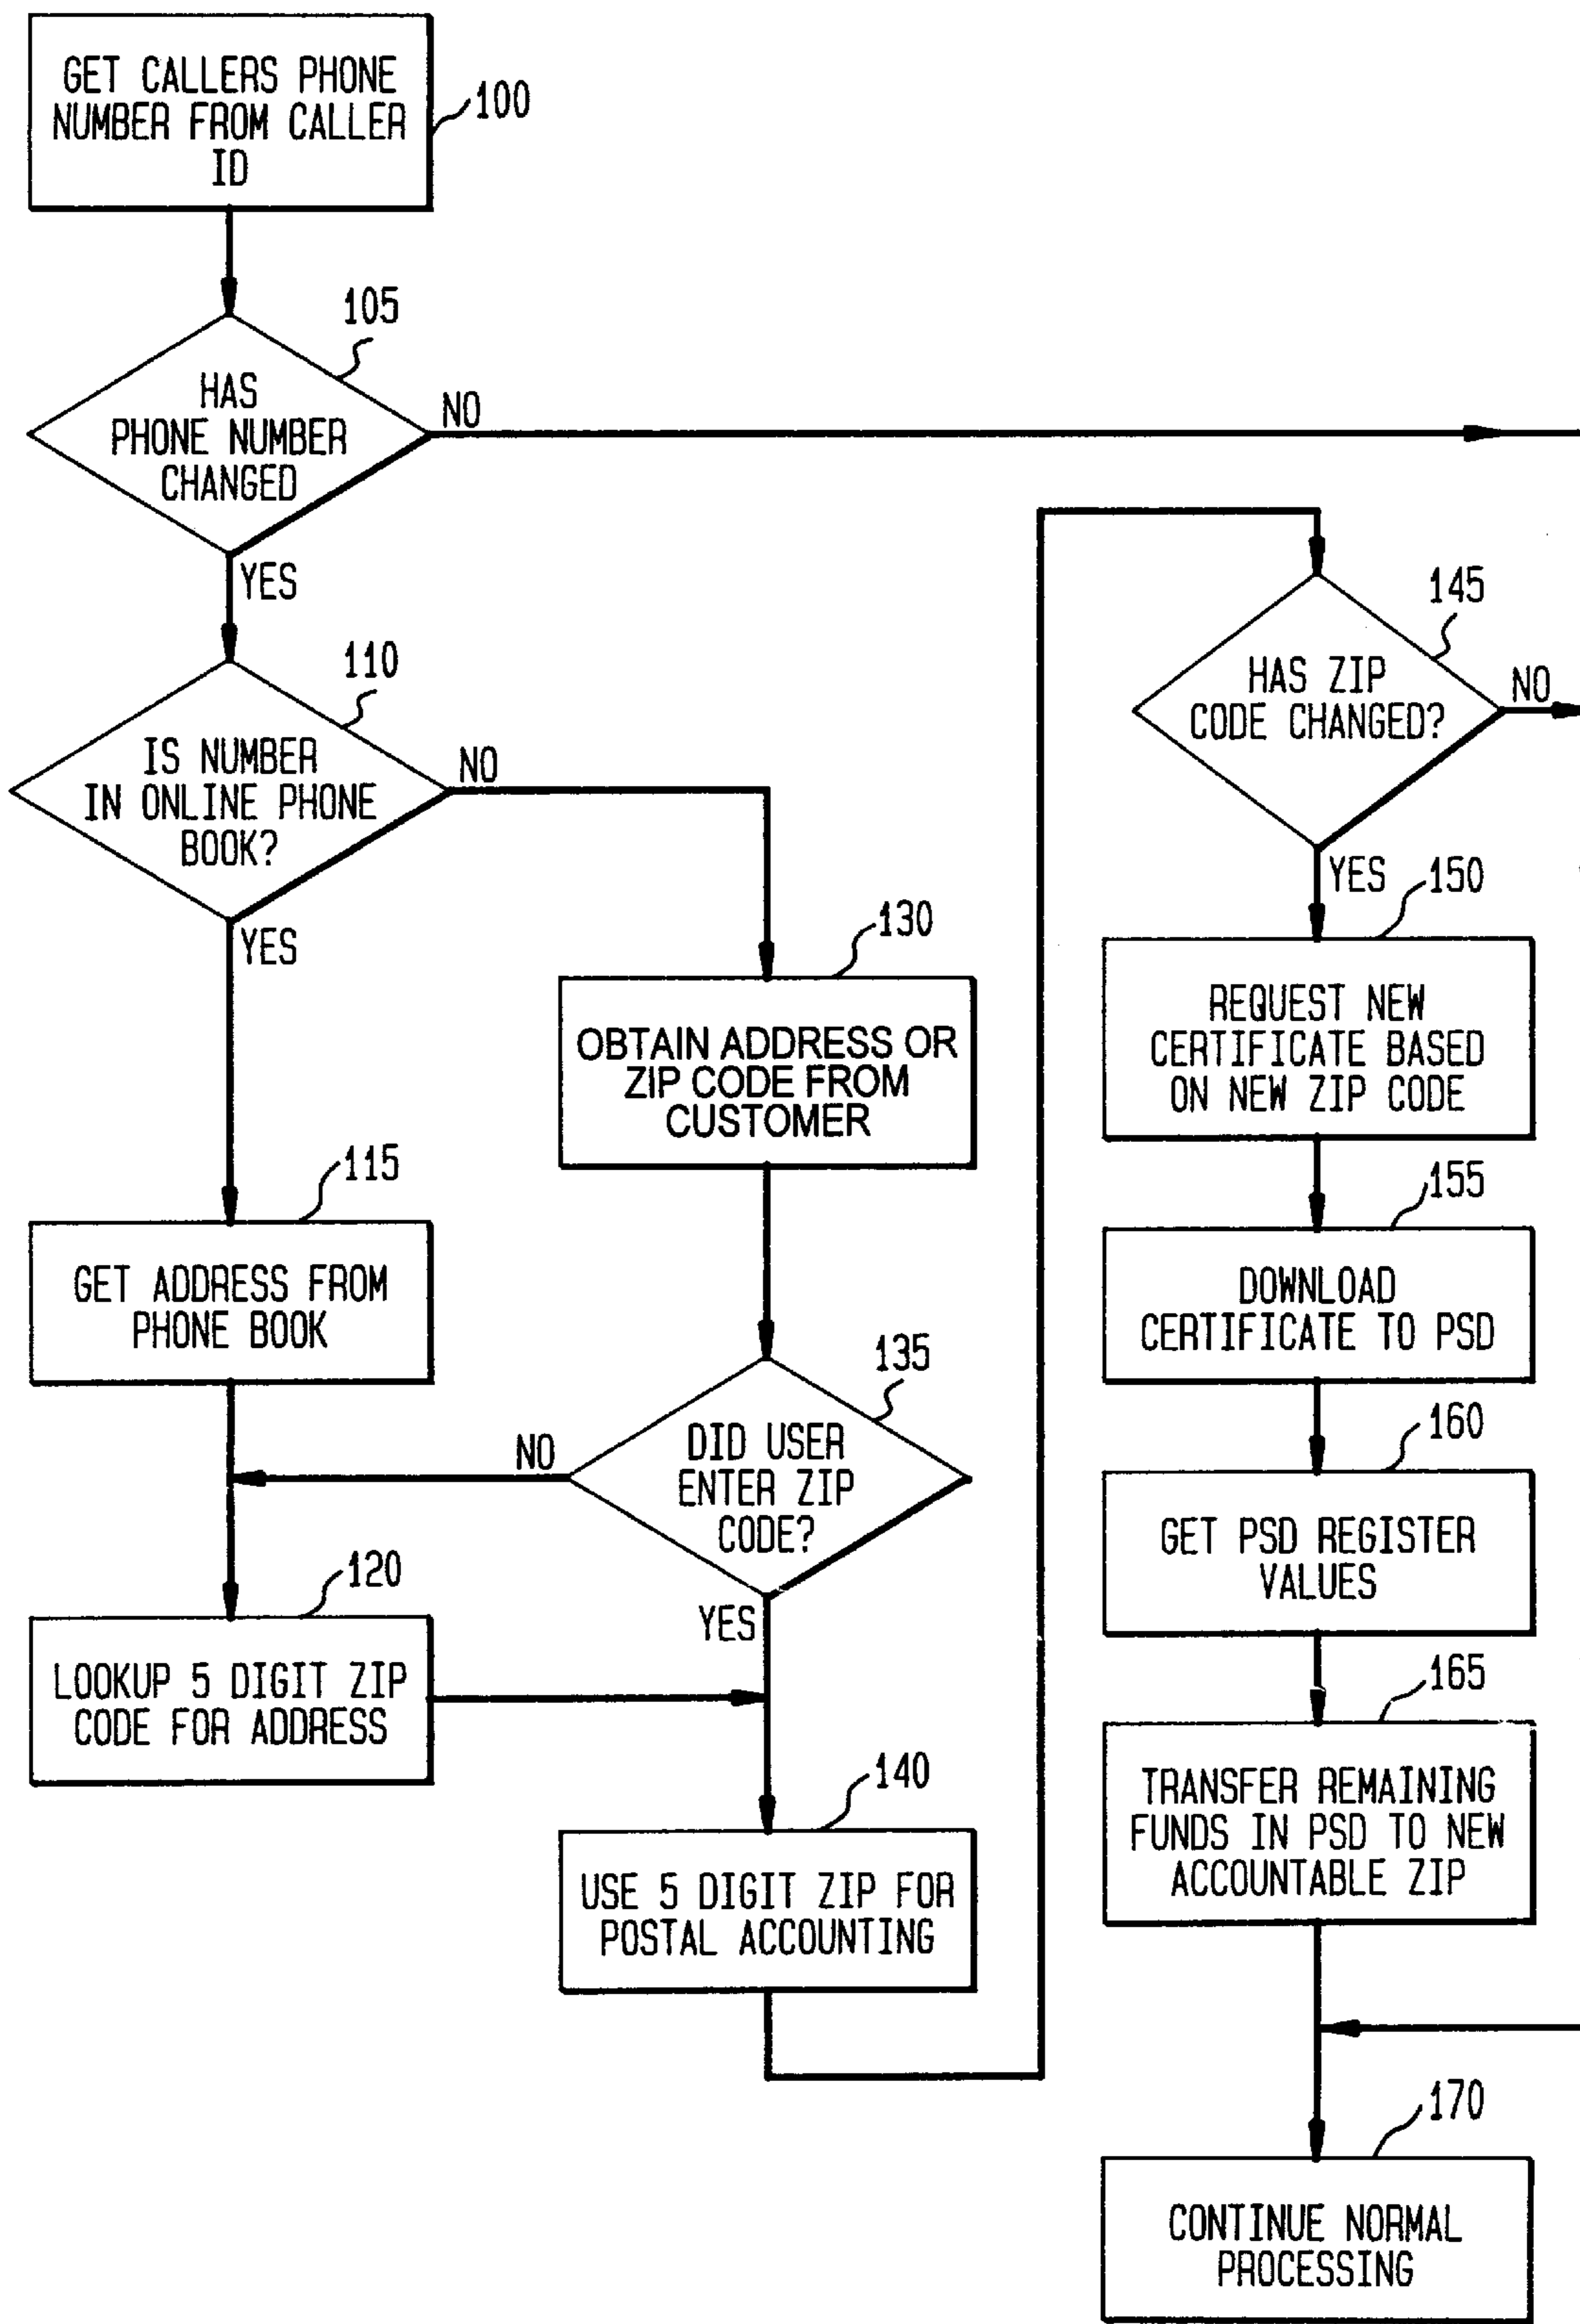 GET CALLERS PHONE
NUMBER FROM CALLER
ID
100
105
HAS
PHONE NUMBER
CHANGED
NO
YES
110
IS NUMBER
IN ONLINE PHONE
BOOK?
NO
YES
115
GET ADDRESS FROM
PHONE BOOK
120
LOOKUP 5 DIGIT ZIP
CODE FOR ADDRESS
130
OBTAIN ADDRESS OR
ZIP CODE FROM
CUSTOMER
135
DID USER
ENTER ZIP
CODE?
NO
YES
140
USE 5 DIGIT ZIP FOR
POSTAL ACCOUNTING
145
HAS ZIP
CODE CHANGED?
NO
YES
150
REQUEST NEW
CERTIFICATE BASED
ON NEW ZIP CODE
155
DOWNLOAD
CERTIFICATE TO PSD
160
GET PSD REGISTER
VALUES
165
TRANSFER REMAINING
FUNDS IN PSD TO NEW
ACCOUNTABLE ZIP
170
CONTINUE NORMAL
PROCESSING